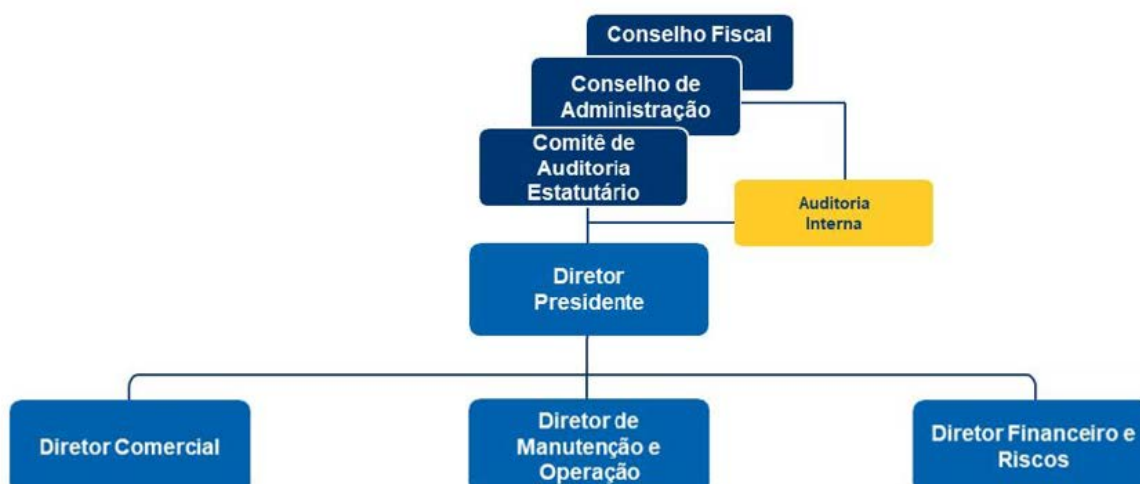 Conselho Fiscal
Conselho de
Administração
Comitê de
Auditoria
Estatutário
Auditoria
Interna
Diretor
Presidente
Diretor Comercial
Diretor de
Manutenção e
Operação
Diretor Financeiro e
Riscos